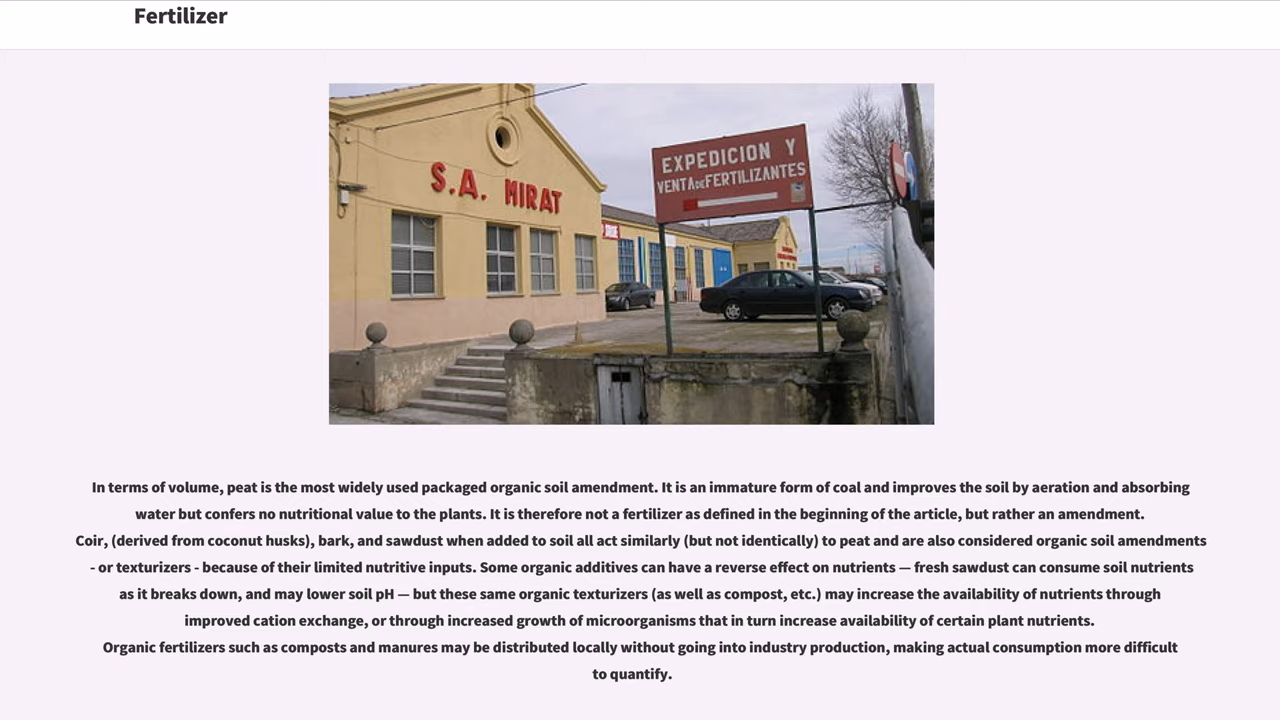 Fertilizer
S.A. MIRAT
EXPEDICION Y
VENTA DE FERTILIZANTES
In terms of volume, peat is the most widely used packaged organic soil amendment. It is an immature form of coal and improves the soil by aeration and absorbing
water but confers no nutritional value to the plants. It is therefore not a fertilizer as defined in the beginning of the article, but rather an amendment.
Coir, (derived from coconut husks), bark, and sawdust when added to soil all act similarly (but not identically) to peat and are also considered organic soil amendments
- or texturizers - because of their limited nutritive inputs. Some organic additives can have a reverse effect on nutrients — fresh sawdust can consume soil nutrients
as it breaks down, and may lower soil pH — but these same organic texturizers (as well as compost, etc.) may increase the availability of nutrients through
improved cation exchange, or through increased growth of microorganisms that in turn increase availability of certain plant nutrients.
Organic fertilizers such as composts and manures may be distributed locally without going into industry production, making actual consumption more difficult
to quantify.